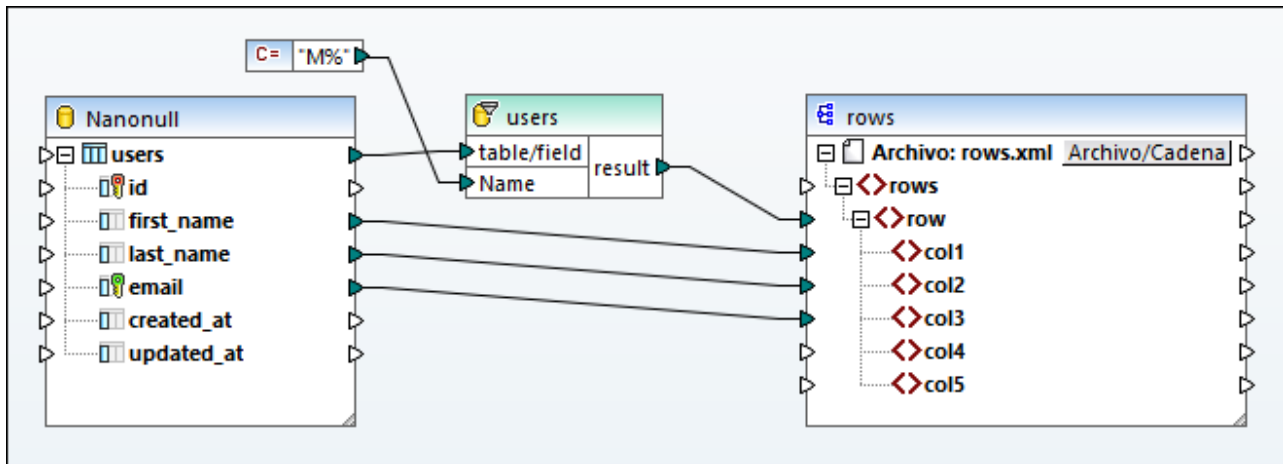 C= "M%"
Nanonull
users
id
first_name
last_name
email
created_at
updated_at
users
table/field
Name
result
rows
Archivo: rows.xml Archivo/Cadena
rows
row
col1
col2
col3
col4
col5